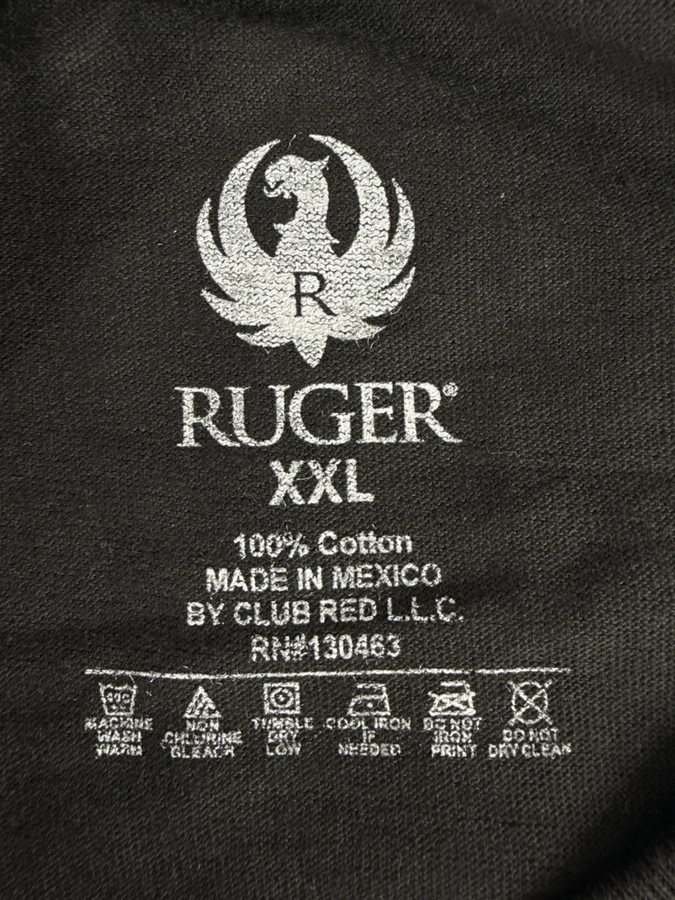 R
RUGER®
XXL
100% Cotton
MADE IN MEXICO
BY CLUB RED L.L.C.
RN#130463
MACHINE WASH WARM
NON CHLORINE BLEACH
TUMBLE DRY LOW
COOL IRON IF NEEDED
DO NOT IRON PRINT
DO NOT DRY CLEAN